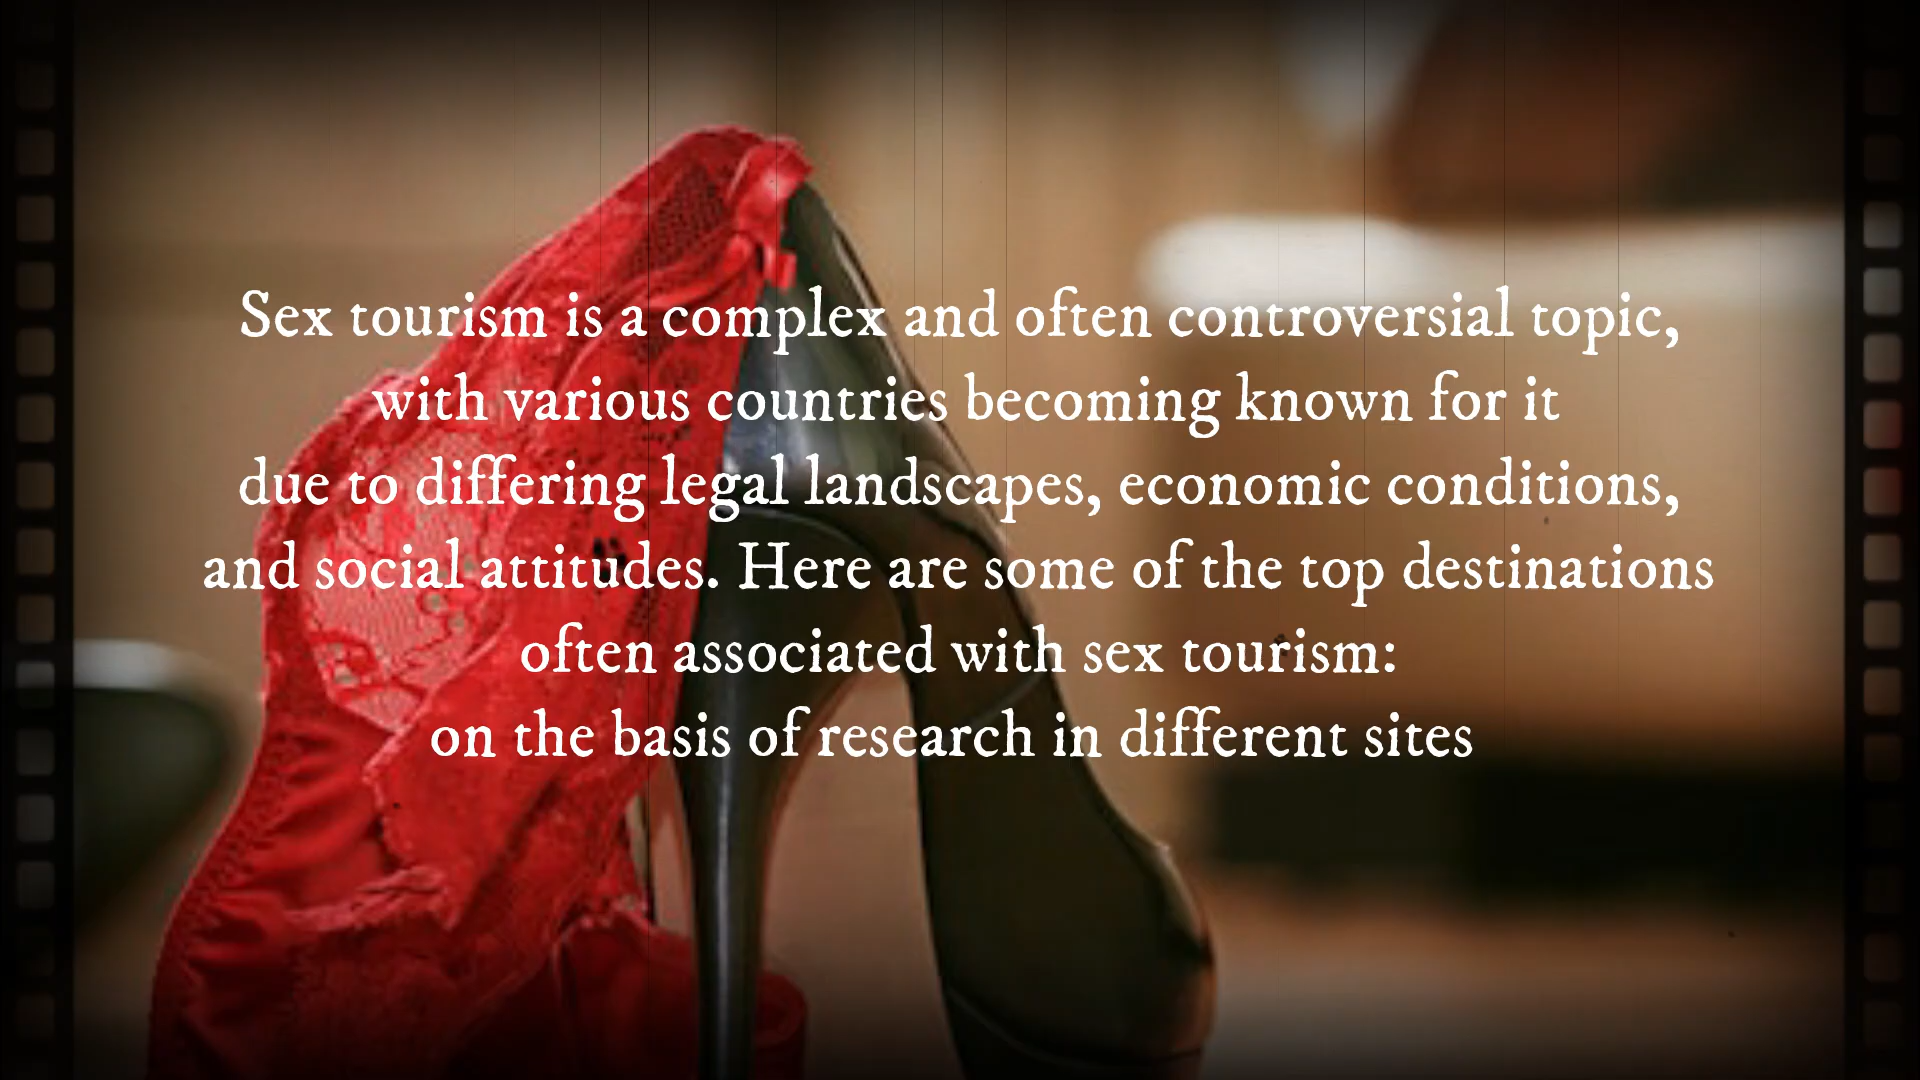 Sex tourism is a complex and often controversial topic,
with various countries becoming known for it
due to differing legal landscapes, economic conditions,
and social attitudes. Here are some of the top destinations
often associated with sex tourism:
on the basis of research in different sites